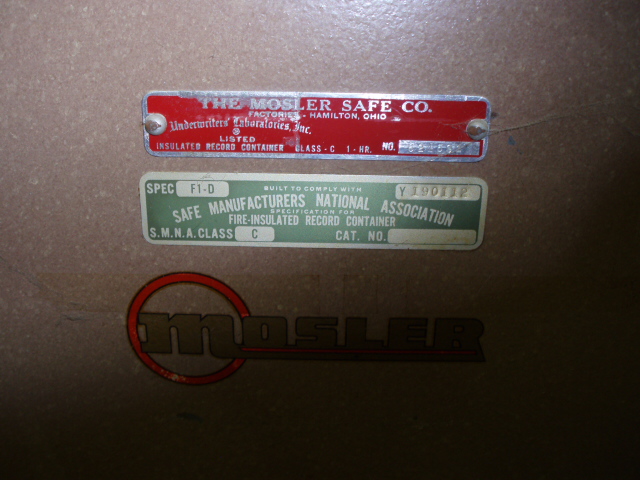 THE MOSLER SAFE CO.
FACTORIES - HAMILTON, OHIO
Underwriters' Laboratories, Inc.
®
LISTED
INSULATED RECORD CONTAINER CLASS-C 1-HR. NO.
SPEC F1-D BUILT TO COMPLY WITH Y 190112
SAFE MANUFACTURERS NATIONAL ASSOCIATION
SPECIFICATION FOR
FIRE-INSULATED RECORD CONTAINER
S.M.N.A. CLASS C CAT. NO.
MOSLER